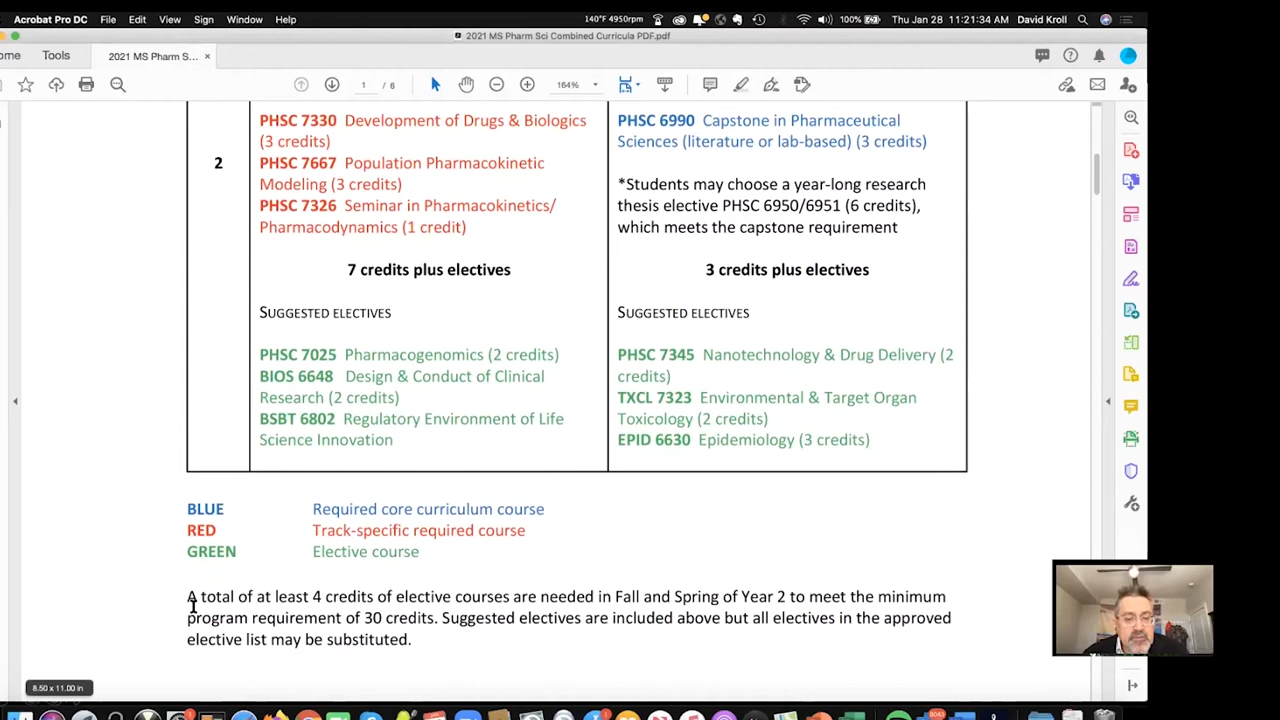 Acrobat Pro DC File Edit View Sign Window Help 140°F 4950rpm 100% Thu Jan 28 11:21:34 AM David Kroll
2021 MS Pharm Sci Combined Curricula PDF.pdf
ome Tools 2021 MS Pharm S... ×
1 / 6 164%
PHSC 7330 Development of Drugs & Biologics
(3 credits)
2
PHSC 7667 Population Pharmacokinetic
Modeling (3 credits)
PHSC 7326 Seminar in Pharmacokinetics/
Pharmacodynamics (1 credit)
7 credits plus electives
SUGGESTED ELECTIVES
PHSC 7025 Pharmacogenomics (2 credits)
BIOS 6648 Design & Conduct of Clinical
Research (2 credits)
BSBT 6802 Regulatory Environment of Life
Science Innovation
PHSC 6990 Capstone in Pharmaceutical
Sciences (literature or lab-based) (3 credits)
*Students may choose a year-long research
thesis elective PHSC 6950/6951 (6 credits),
which meets the capstone requirement
3 credits plus electives
SUGGESTED ELECTIVES
PHSC 7345 Nanotechnology & Drug Delivery (2
credits)
TXCL 7323 Environmental & Target Organ
Toxicology (2 credits)
EPID 6630 Epidemiology (3 credits)
BLUE Required core curriculum course
RED Track-specific required course
GREEN Elective course
A total of at least 4 credits of elective courses are needed in Fall and Spring of Year 2 to meet the minimum
program requirement of 30 credits. Suggested electives are included above but all electives in the approved
elective list may be substituted.
8.50 x 11.00 in